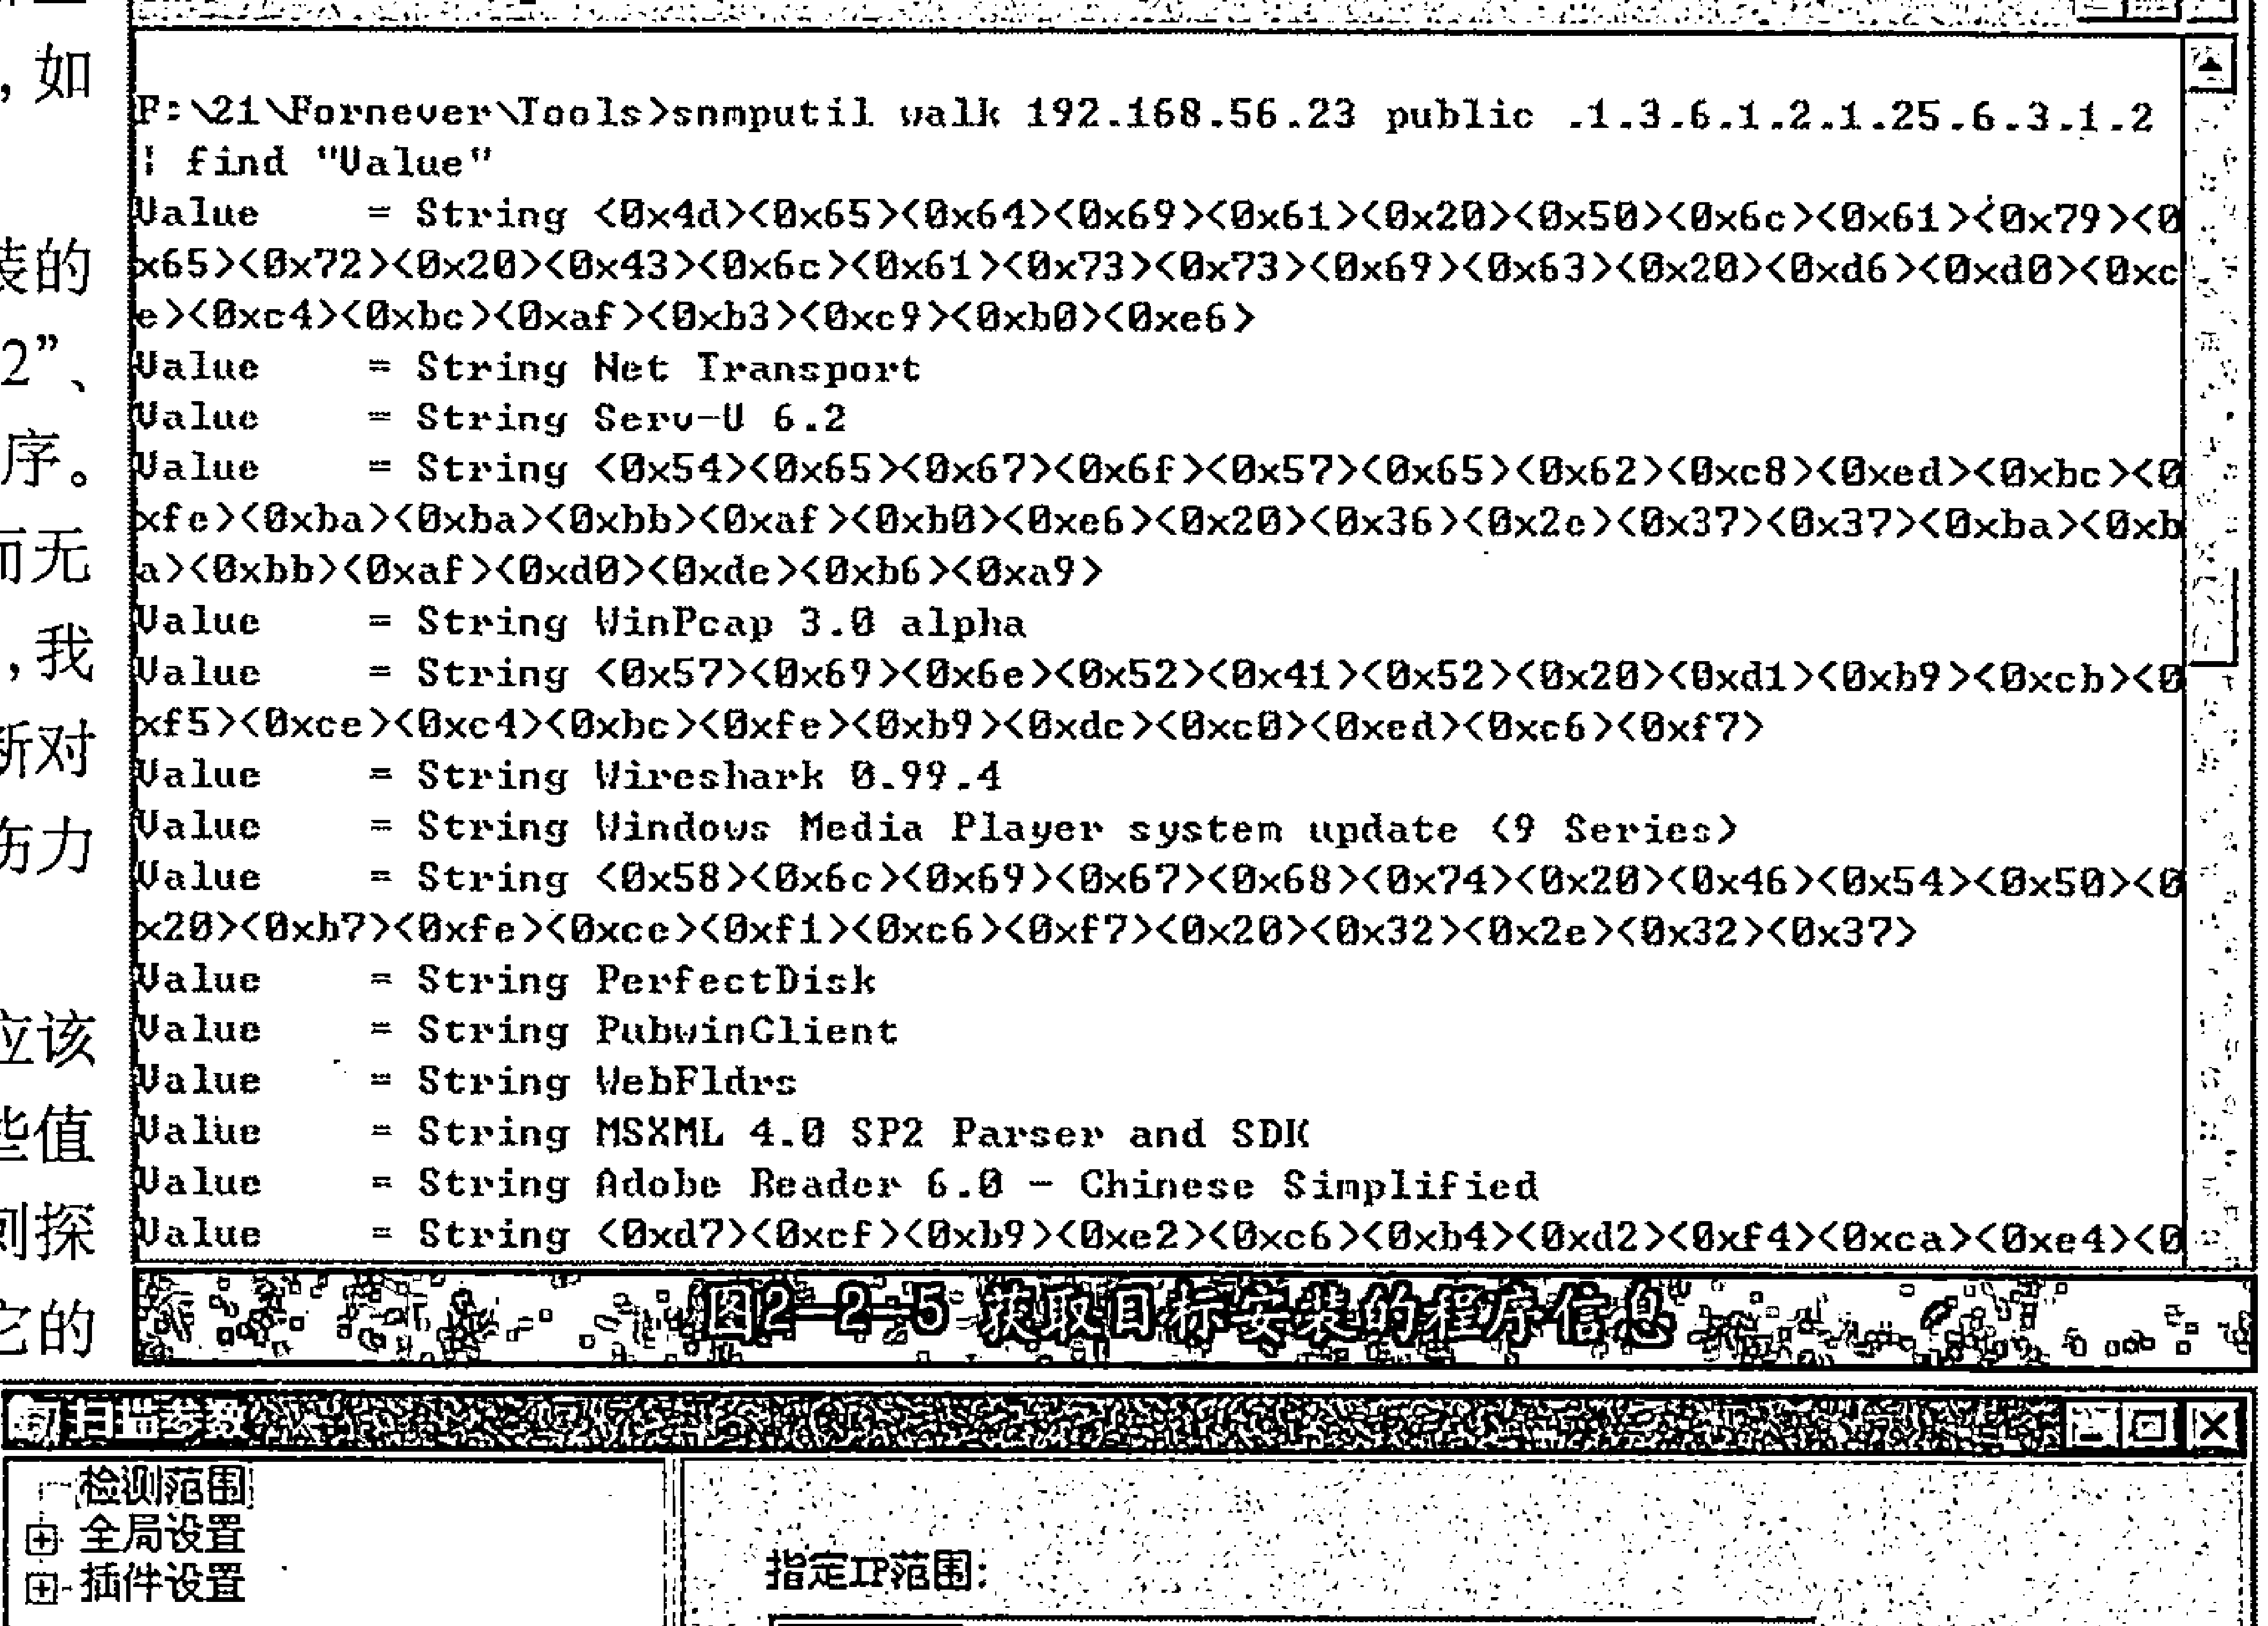 ，如
装的
2”、
序。
而无
，我
断对
伤力
应该
些值
刻探
它的
F:\21\Fornever\Tools>snmputil walk 192.168.56.23 public .1.3.6.1.2.1.25.6.3.1.2
| find "Value"
Value    = String <0x4d><0x65><0x64><0x69><0x61><0x20><0x50><0x6c><0x61><0x79><0
x65><0x72><0x20><0x43><0x6c><0x61><0x73><0x73><0x69><0x63><0x20><0xd6><0xd0><0xc
e><0xc4><0xbc><0xaf><0xb3><0xc9><0xb0><0xe6>
Value    = String Net Transport
Value    = String Serv-U 6.2
Value    = String <0x54><0x65><0x67><0x6f><0x57><0x65><0x62><0xc8><0xed><0xbc><0
xfe><0xba><0xba><0xbb><0xaf><0xb0><0xe6><0x20><0x36><0x2e><0x37><0x37><0xba><0xb
a><0xbb><0xaf><0xd0><0xde><0xb6><0xa9>
Value    = String WinPcap 3.0 alpha
Value    = String <0x57><0x69><0x6e><0x52><0x41><0x52><0x20><0xd1><0xb9><0xcb><0
xf5><0xce><0xc4><0xbc><0xfe><0xb9><0xdc><0xc0><0xed><0xc6><0xf7>
Value    = String Wireshark 0.99.4
Value    = String Windows Media Player system update (9 Series)
Value    = String <0x58><0x6c><0x69><0x67><0x68><0x74><0x20><0x46><0x54><0x50><0
x20><0xb7><0xfe><0xce><0xf1><0xc6><0xf7><0x20><0x32><0x2e><0x32><0x37>
Value    = String PerfectDisk
Value    = String PubwinClient
Value    = String WebFldrs
Value    = String MSXML 4.0 SP2 Parser and SDK
Value    = String Adobe Reader 6.0 - Chinese Simplified
Value    = String <0xd7><0xcf><0xb9><0xe2><0xc6><0xb4><0xd2><0xf4><0xca><0xe4><0
图2-2-5 获取目标安装的程序信息
扫描参数
检测范围
全局设置
插件设置
指定IP范围: